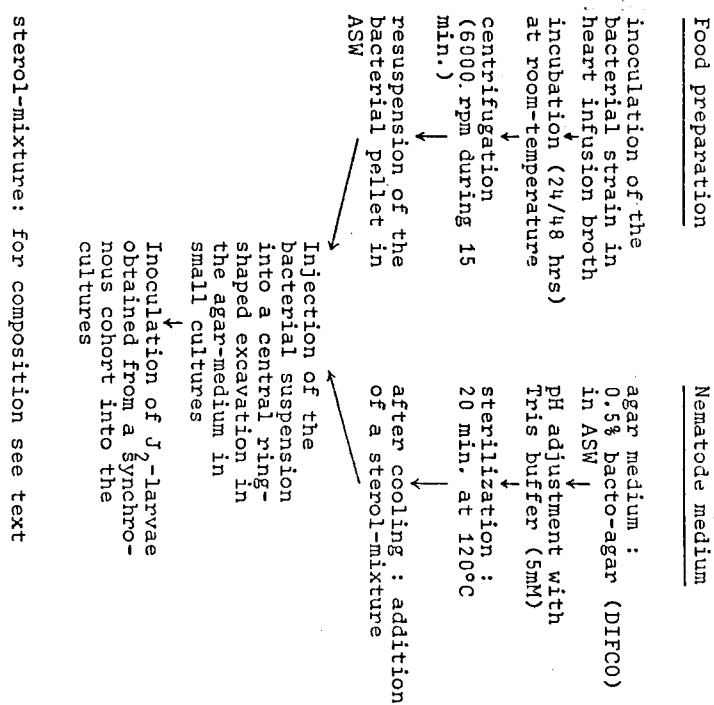 Food preparation
inoculation of the
bacterial strain in
heart infusion broth
incubation (24/48 hrs)
at room-temperature
centrifugation
(6000. rpm during 15
min.)
resuspension of the
bacterial pellet in
ASW
Nematode medium
agar medium :
0.5% bacto-agar (DIFCO)
in ASW
pH adjustment with
Tris buffer (5mM)
sterilization :
20 min. at 120°C
after cooling : addition
of a sterol-mixture
Injection of the
bacterial suspension
into a central ring-
shaped excavation in
the agar-medium in
small cultures
Inoculation of J₂-larvae
obtained from a synchro-
nous cohort into the
cultures
sterol-mixture: for composition see text